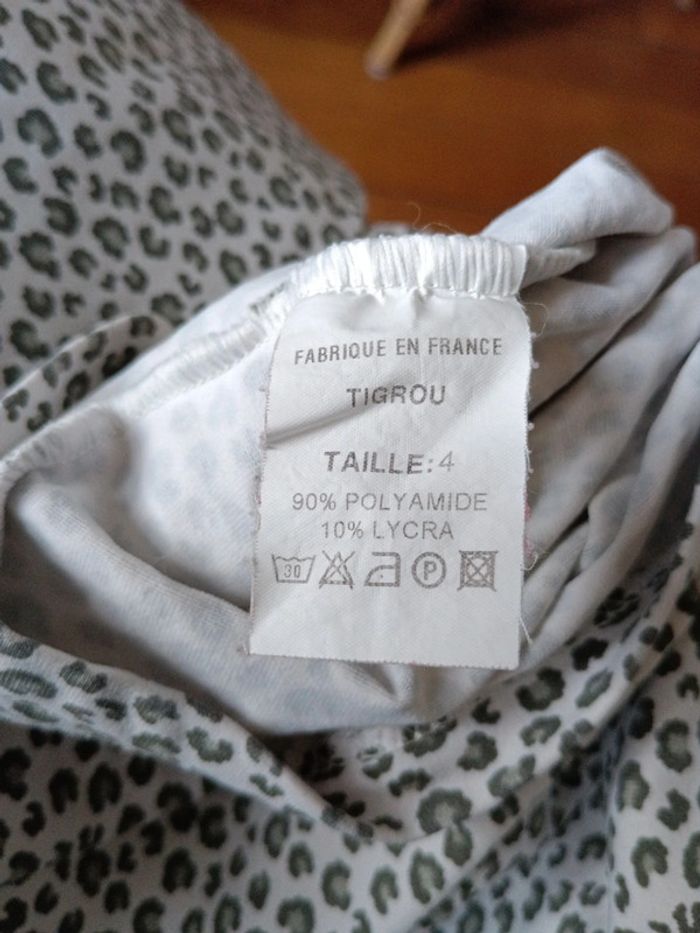 FABRIQUE EN FRANCE
TIGROU
TAILLE:4
90% POLYAMIDE
10% LYCRA
30 P